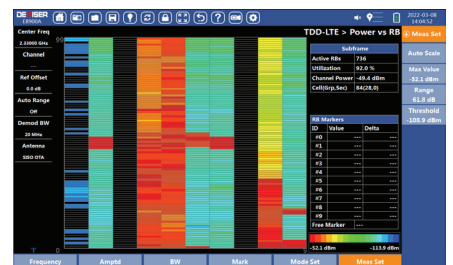 DEVISER
E8900A
2022-03-08
14:04:52
Center Freq
2.33000 GHz
Channel
---
Ref Offset
0.0 dB
Auto Range
Off
Demod BW
20 MHz
Antenna
SISO OTA
99
0
TDD-LTE > Power vs RB
Subframe
Active RBs 736
Utilization 92.0 %
Channel Power -49.4 dBm
Cell(Grp,Sec) 84(28,0)
RB Markers
ID Value Delta
#0 --- ---
#1 --- ---
#2 --- ---
#3 --- ---
#4 --- ---
#5 --- ---
#6 --- ---
#7 --- ---
#8 --- ---
#9 --- ---
Free Marker ---
-52.1 dBm -113.9 dBm
Meas Set
Auto Scale
Max Value
-52.1 dBm
Range
61.8 dB
Threshold
-108.9 dBm
Frequency Amptd BW Mark Mode Set Meas Set